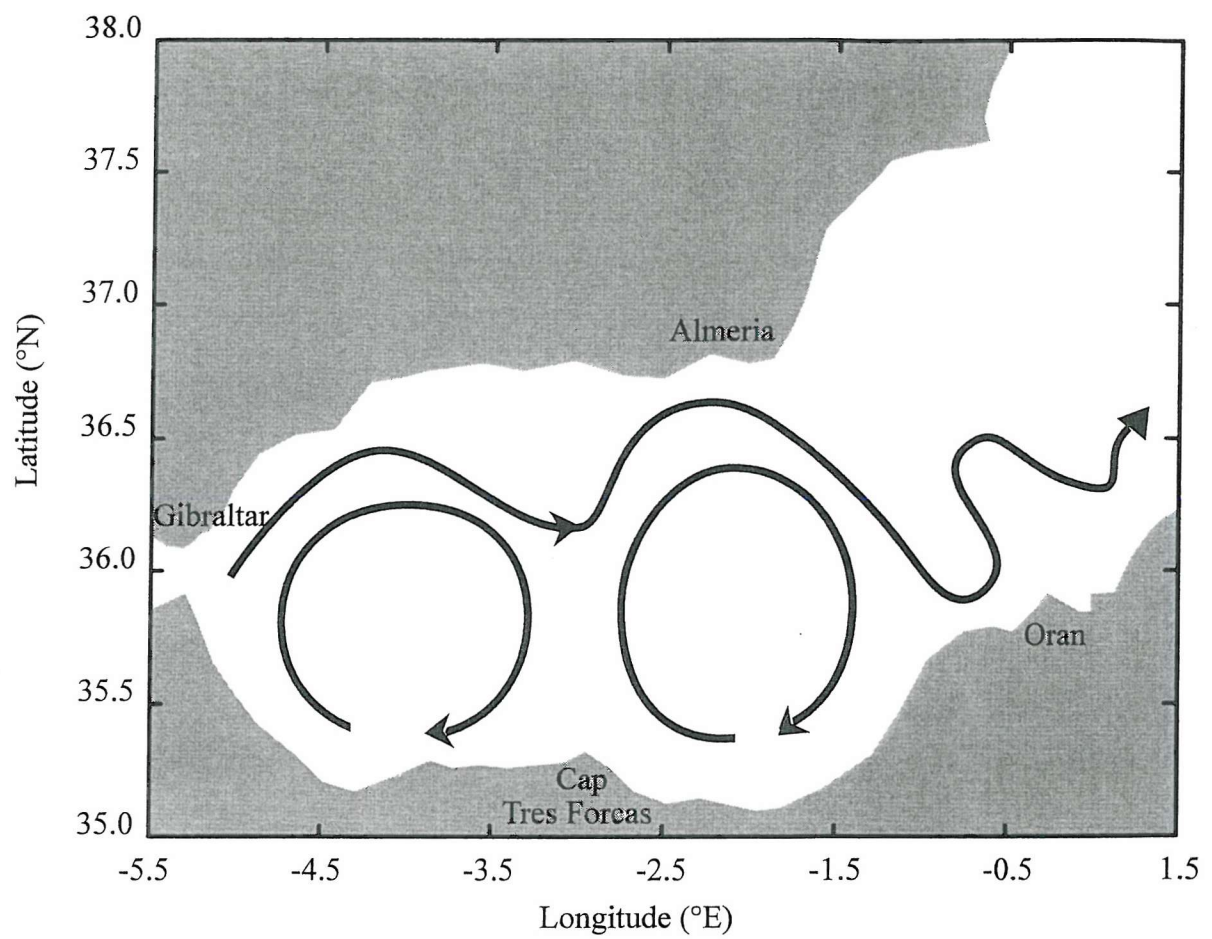 38.0
37.5
37.0
Almeria
36.5
Gibraltar
36.0
Oran
35.5
Cap
Tres Forcas
35.0
-5.5 -4.5 -3.5 -2.5 -1.5 -0.5 1.5
Longitude (°E)
Latitude (°N)